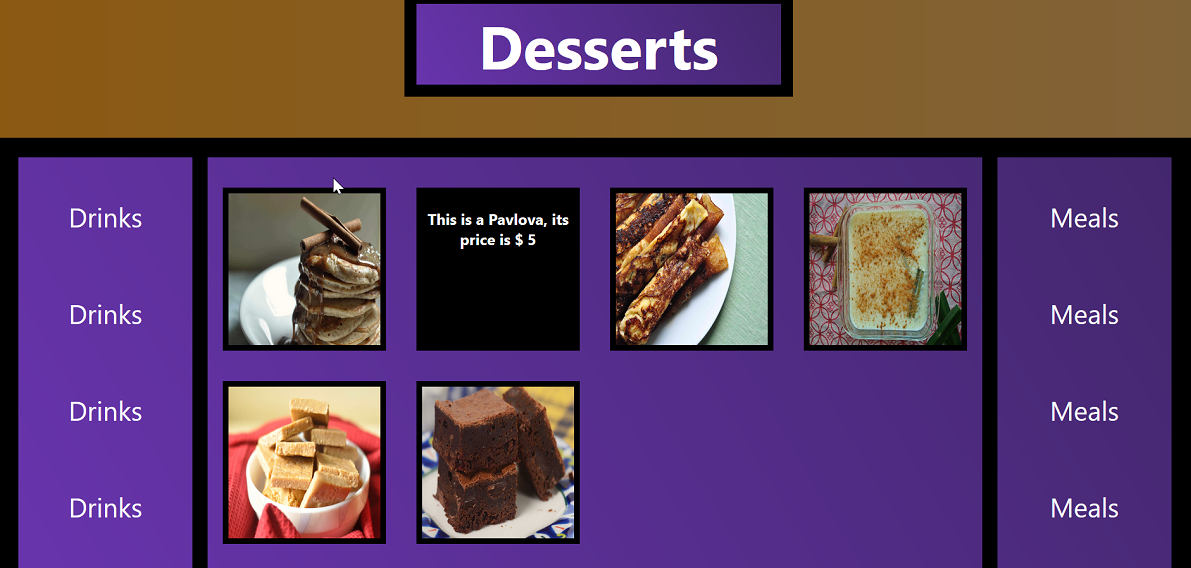 Desserts
Drinks
Drinks
Drinks
Drinks
This is a Pavlova, its
price is $ 5
Meals
Meals
Meals
Meals